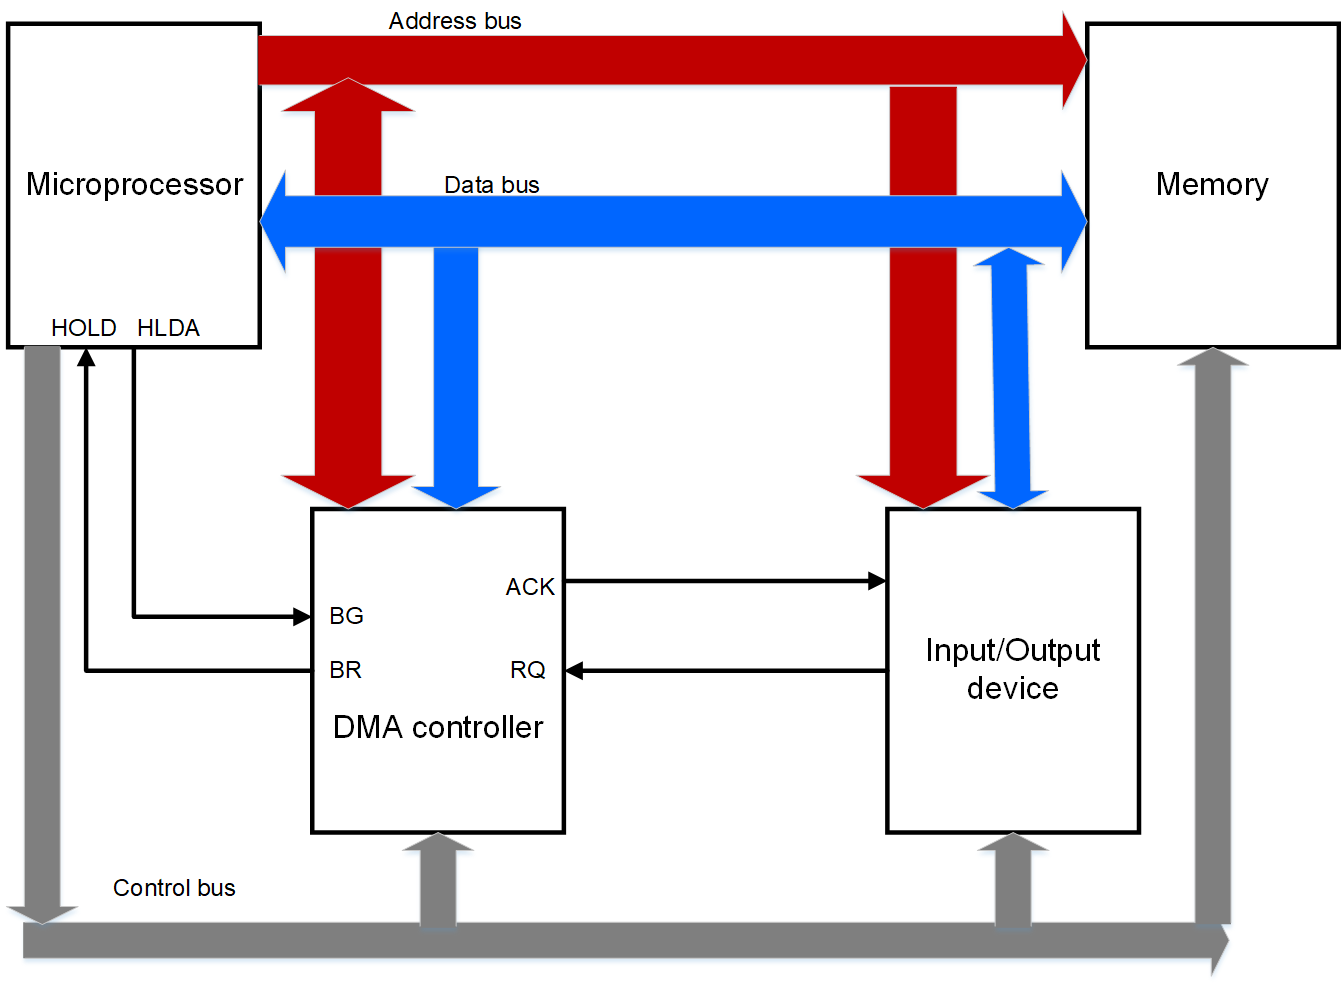 Address bus
Microprocessor
Data bus
Memory
HOLD HLDA
ACK
BG
BR
RQ
DMA controller
Input/Output
device
Control bus